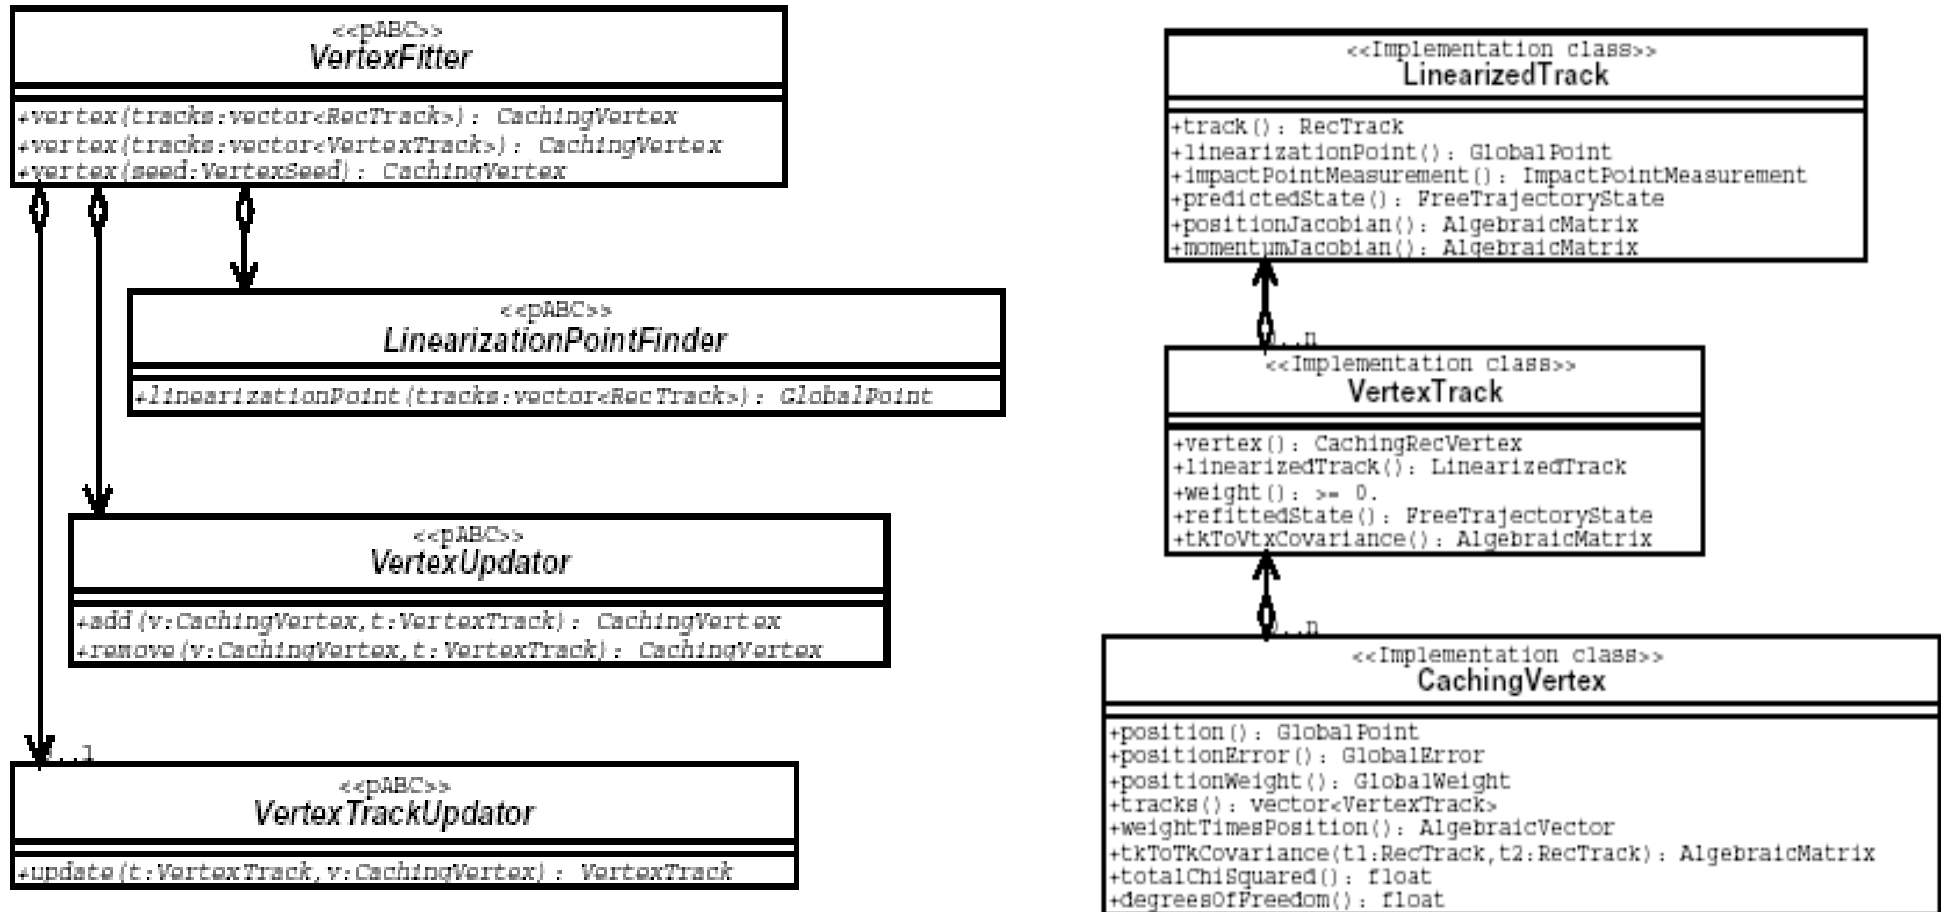 <<pABC>>
VertexFitter
+vertex(tracks:vector<RecTrack>): CachingVertex
+vertex(tracks:vector<VertexTrack>): CachingVertex
+vertex(seed:VertexSeed): CachingVertex
<<pABC>>
LinearizationPointFinder
+linearizationPoint(tracks:vector<RecTrack>): GlobalPoint
<<pABC>>
VertexUpdator
+add(v:CachingVertex,t:VertexTrack): CachingVertex
+remove(v:CachingVertex,t:VertexTrack): CachingVertex
..1
<<pABC>>
VertexTrackUpdator
+update(t:VertexTrack,v:CachingVertex): VertexTrack
<<Implementation class>>
LinearizedTrack
+track(): RecTrack
+linearizationPoint(): GlobalPoint
+impactPointMeasurement(): ImpactPointMeasurement
+predictedState(): FreeTrajectoryState
+positionJacobian(): AlgebraicMatrix
+momentumJacobian(): AlgebraicMatrix
..n
<<Implementation class>>
VertexTrack
+vertex(): CachingRecVertex
+linearizedTrack(): LinearizedTrack
+weight(): >= 0.
+refittedState(): FreeTrajectoryState
+tkToVtxCovariance(): AlgebraicMatrix
..n
<<Implementation class>>
CachingVertex
+position(): GlobalPoint
+positionError(): GlobalError
+positionWeight(): GlobalWeight
+tracks(): vector<VertexTrack>
+weightTimesPosition(): AlgebraicVector
+tkToTkCovariance(t1:RecTrack,t2:RecTrack): AlgebraicMatrix
+totalChiSquared(): float
+degreesOfFreedom(): float